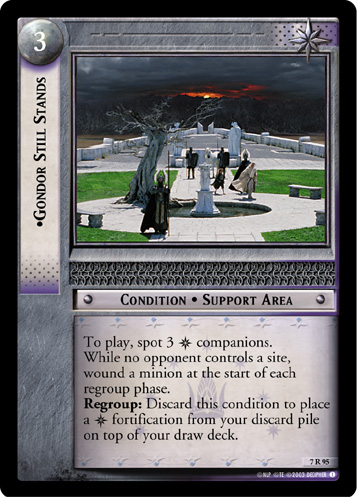 3
•Gondor Still Stands
Condition • Support Area
To play, spot 3 companions.
While no opponent controls a site,
wound a minion at the start of each
regroup phase.
Regroup: Discard this condition to place
a fortification from your discard pile
on top of your draw deck.
7 R 95